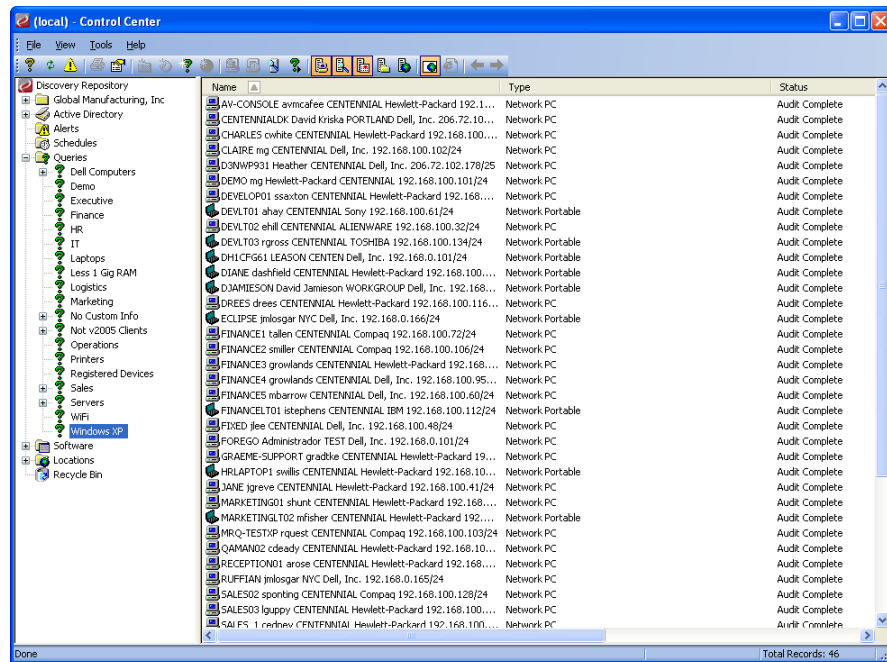 (local) - Control Center
File View Tools Help
Discovery Repository
Global Manufacturing, Inc
Active Directory
Alerts
Schedules
Queries
Dell Computers
Demo
Executive
Finance
HR
IT
Laptops
Less 1 Gig RAM
Logistics
Marketing
No Custom Info
Not v2005 Clients
Operations
Printers
Registered Devices
Sales
Servers
WiFi
Windows XP
Software
Locations
Recycle Bin
Name Type Status
AV-CONSOLE avmcafee CENTENNIAL Hewlett-Packard 192.1... Network PC Audit Complete
CENTENNIALDK David Kriska PORTLAND Dell, Inc. 206.72.10... Network PC Audit Complete
CHARLES cwhite CENTENNIAL Hewlett-Packard 192.168.100.... Network PC Audit Complete
CLAIRE mg CENTENNIAL Dell, Inc. 192.168.100.102/24 Network PC Audit Complete
D3NWP931 Heather CENTENNIAL Dell, Inc. 206.72.102.178/25 Network PC Audit Complete
DEMO mg Hewlett-Packard CENTENNIAL 192.168.100.101/24 Network PC Audit Complete
DEVELOP01 ssaxton CENTENNIAL Hewlett-Packard 192.168.... Network PC Audit Complete
DEVLT01 ahay CENTENNIAL Sony 192.168.100.61/24 Network Portable Audit Complete
DEVLT02 ehill CENTENNIAL ALIENWARE 192.168.100.32/24 Network Portable Audit Complete
DEVLT03 rgross CENTENNIAL TOSHIBA 192.168.100.134/24 Network Portable Audit Complete
DH1CFG61 LEASON CENTEN Dell, Inc. 192.168.0.101/24 Network Portable Audit Complete
DIANE dashfield CENTENNIAL Hewlett-Packard 192.168.100.... Network Portable Audit Complete
DJAMIESON David Jamieson WORKGROUP Dell, Inc. 192.168.... Network Portable Audit Complete
DREES drees CENTENNIAL Hewlett-Packard 192.168.100.116... Network PC Audit Complete
ECLIPSE jmlosgar NYC Dell, Inc. 192.168.0.166/24 Network Portable Audit Complete
FINANCE1 tallen CENTENNIAL Compaq 192.168.100.72/24 Network PC Audit Complete
FINANCE2 smiller CENTENNIAL Compaq 192.168.100.106/24 Network PC Audit Complete
FINANCE3 growlands CENTENNIAL Hewlett-Packard 192.168.... Network PC Audit Complete
FINANCE4 growlands CENTENNIAL Dell, Inc. 192.168.100.95... Network PC Audit Complete
FINANCE5 mbarrow CENTENNIAL Dell, Inc. 192.168.100.60/24 Network PC Audit Complete
FINANCELT01 istephens CENTENNIAL IBM 192.168.100.112/24 Network Portable Audit Complete
FIXED jlee CENTENNIAL Dell, Inc. 192.168.100.48/24 Network PC Audit Complete
FOREGO Administrador TEST Dell, Inc. 192.168.0.101/24 Network PC Audit Complete
GRAEME-SUPPORT gradtke CENTENNIAL Hewlett-Packard 19... Network PC Audit Complete
HRLAPTOP1 swillis CENTENNIAL Hewlett-Packard 192.168.10... Network Portable Audit Complete
JANE jgreve CENTENNIAL Hewlett-Packard 192.168.100.41/24 Network PC Audit Complete
MARKETING01 shunt CENTENNIAL Hewlett-Packard 192.168.... Network PC Audit Complete
MARKETINGLT02 mfisher CENTENNIAL Hewlett-Packard 192.... Network Portable Audit Complete
MRQ-TESTXP rquest CENTENNIAL Compaq 192.168.100.103/24 Network PC Audit Complete
QAMAN02 cdeady CENTENNIAL Hewlett-Packard 192.168.10... Network PC Audit Complete
RECEPTION01 arose CENTENNIAL Hewlett-Packard 192.168.... Network PC Audit Complete
RUFFIAN jmlosgar NYC Dell, Inc. 192.168.0.165/24 Network PC Audit Complete
SALES02 sponting CENTENNIAL Compaq 192.168.100.128/24 Network PC Audit Complete
SALES03 lguppy CENTENNIAL Hewlett-Packard 192.168.100.... Network PC Audit Complete
SALES_1 cedney CENTENNIAL Hewlett-Packard 192.168.100.... Network PC Audit Complete
Done Total Records: 46